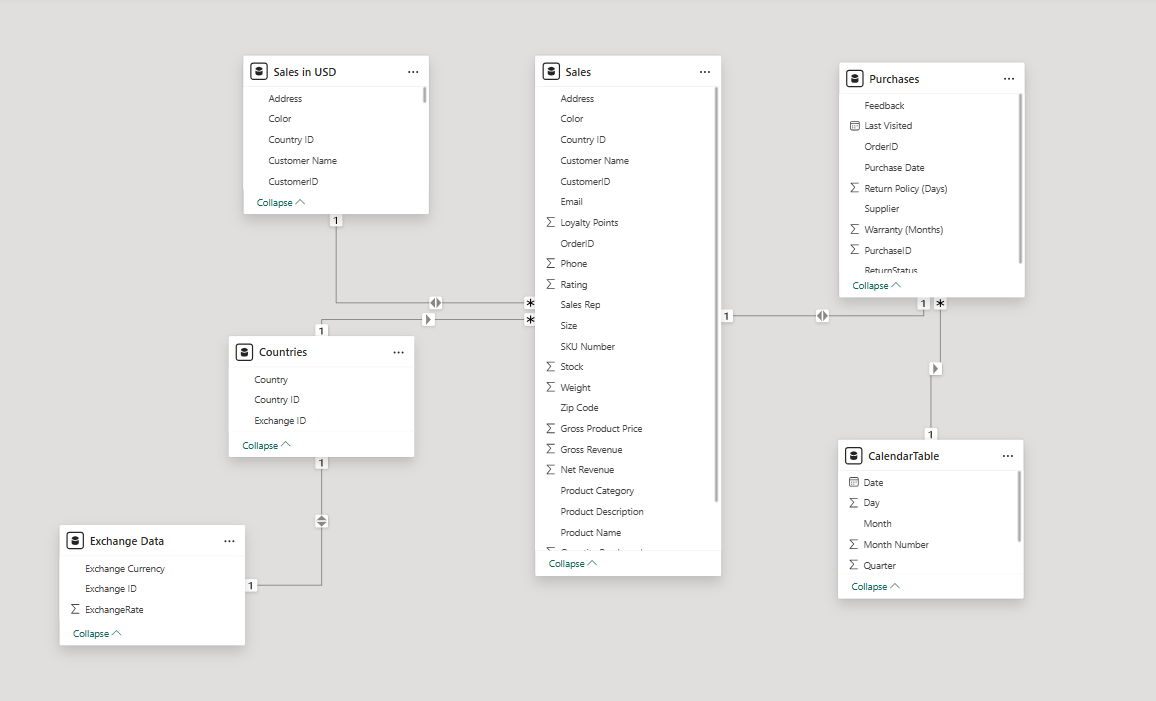 Sales in USD
Address
Color
Country ID
Customer Name
CustomerID
Collapse
1
Sales
Address
Color
Country ID
Customer Name
CustomerID
Email
Loyalty Points
OrderID
Phone
Rating
Sales Rep
Size
SKU Number
Stock
Weight
Zip Code
Gross Product Price
Gross Revenue
Net Revenue
Product Category
Product Description
Product Name
Collapse
*
*
1
Purchases
Feedback
Last Visited
OrderID
Purchase Date
Return Policy (Days)
Supplier
Warranty (Months)
PurchaseID
ReturnStatus
Collapse
1
*
1
Countries
Country
Country ID
Exchange ID
Collapse
1
1
CalendarTable
Date
Day
Month
Month Number
Quarter
Collapse
Exchange Data
Exchange Currency
Exchange ID
ExchangeRate
Collapse
1